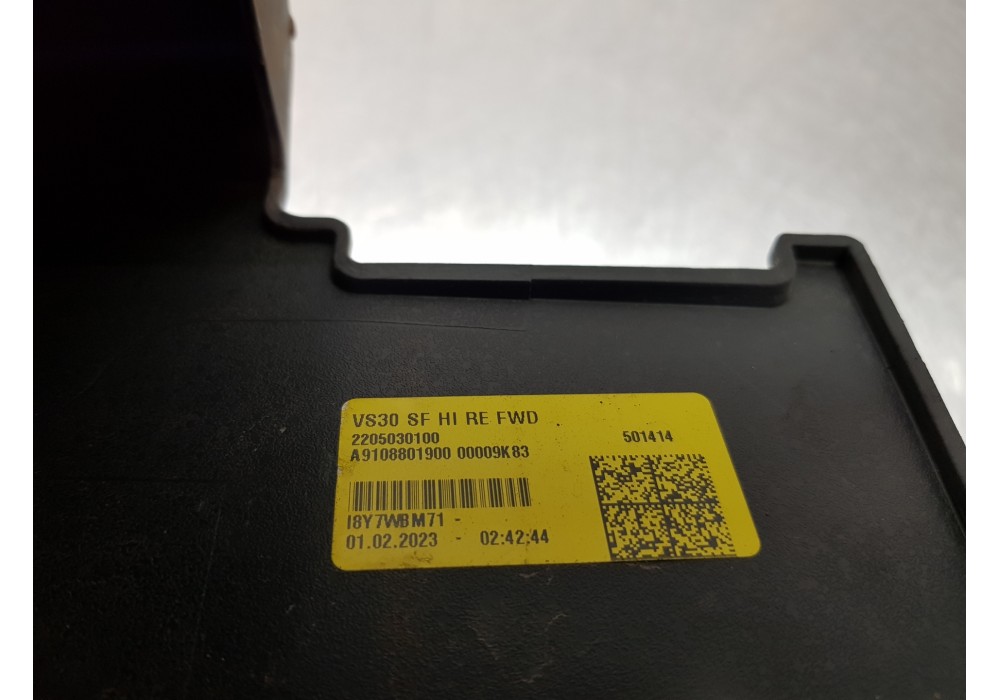 VS30 SF HI RE FWD
2205030100
501414
A9108801900 00009K83
I8Y7WBM71 -
01.02.2023 - 02:42:44